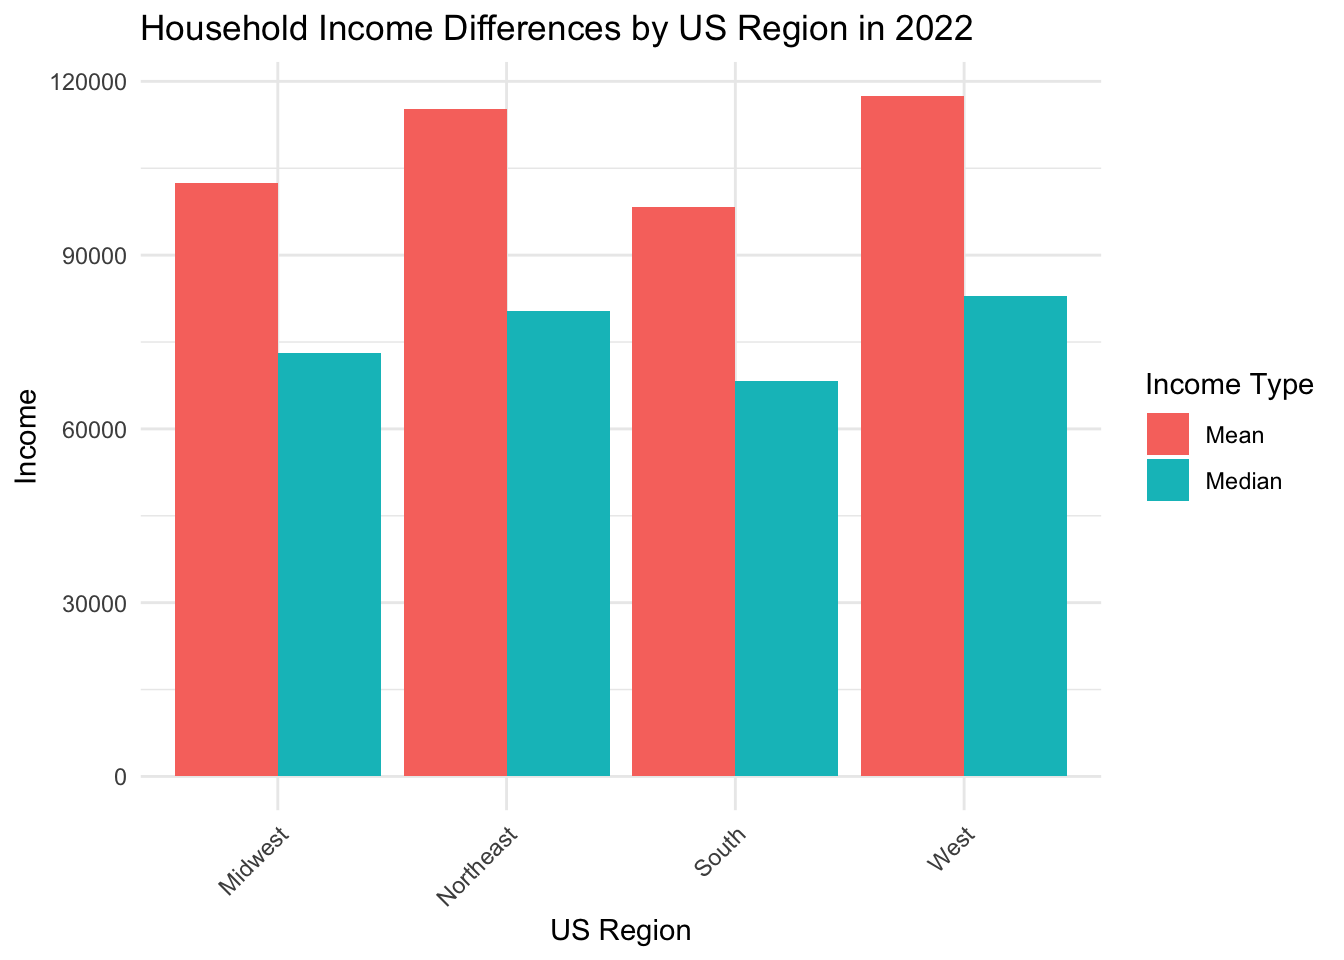 Household Income Differences by US Region in 2022
120000
90000
60000
30000
0
Income
Midwest
Northeast
South
West
US Region
Income Type
Mean
Median